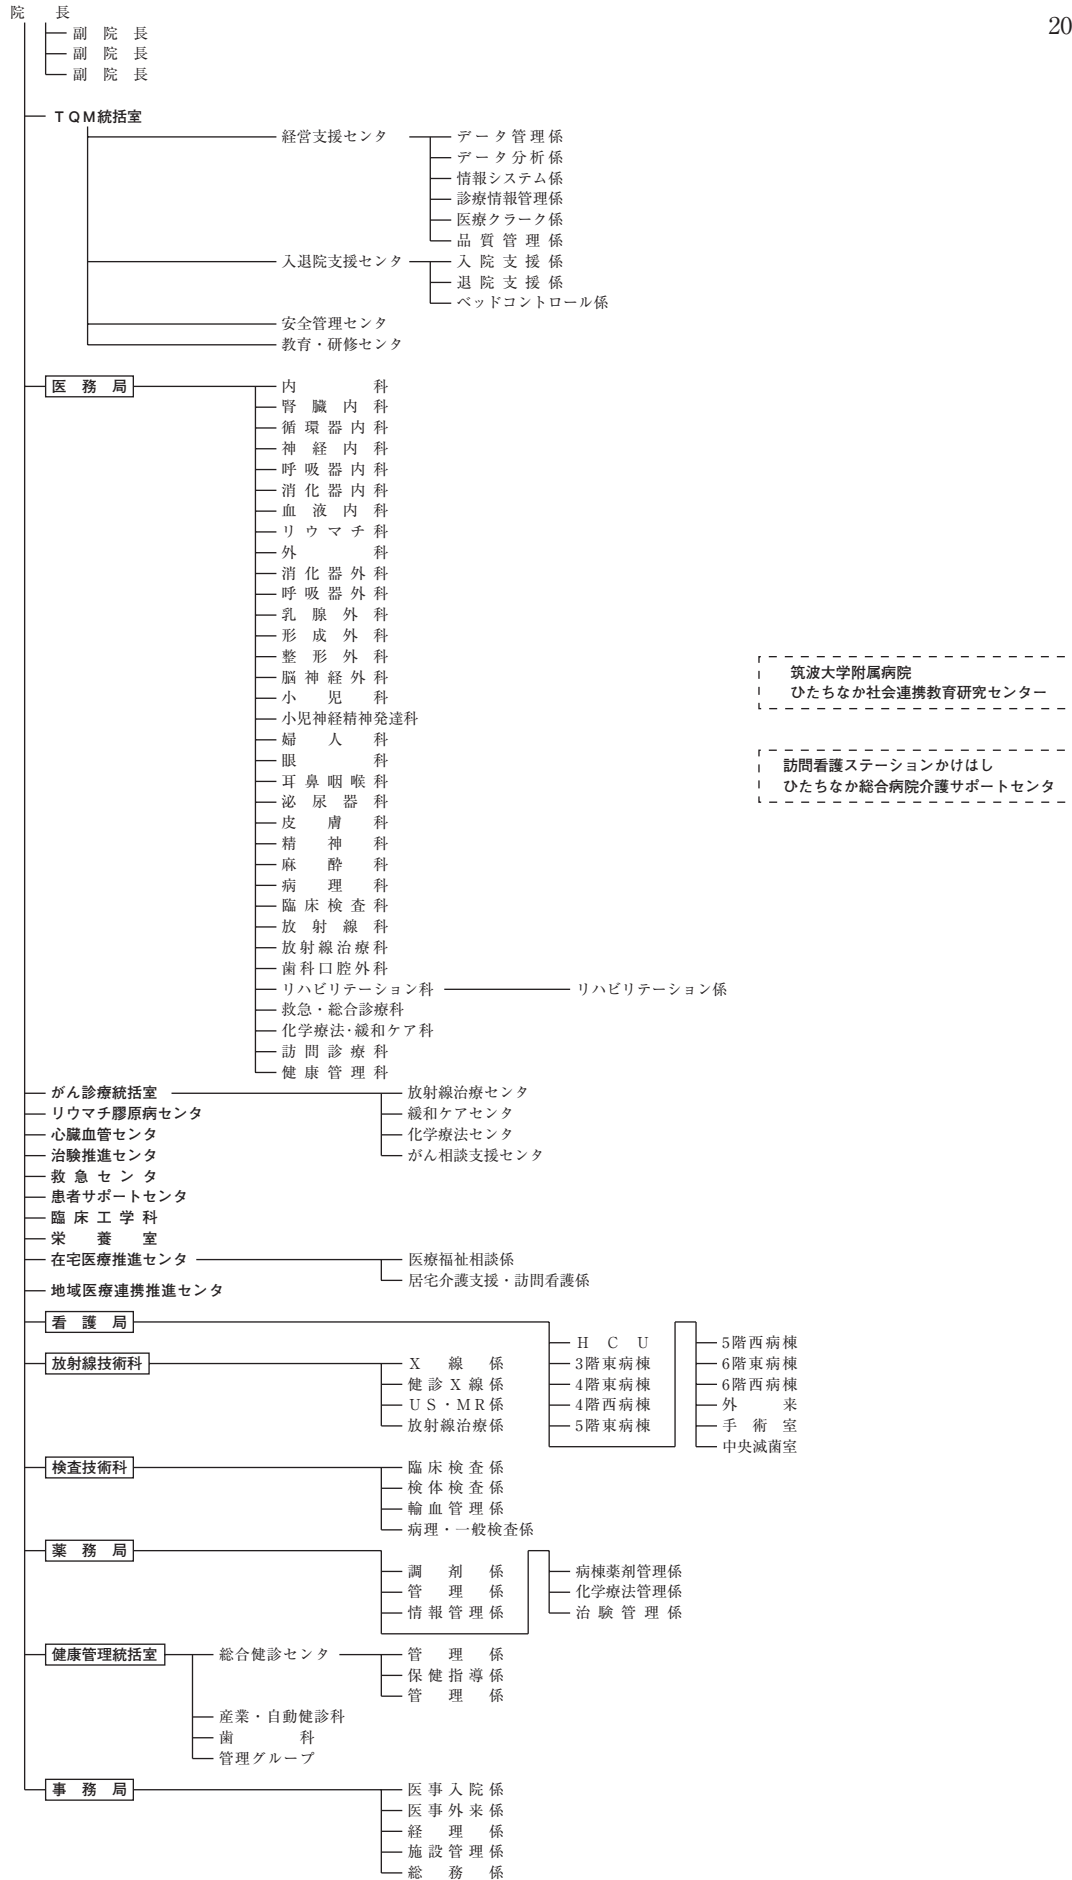 院長
20
副院長
副院長
副院長
TQM統括室
経営支援センタ
データ管理係
データ分析係
情報システム係
診療情報管理係
医療クラーク係
品質管理係
入退院支援センタ
入院支援係
退院支援係
ベッドコントロール係
安全管理センタ
教育・研修センタ
医務局
内科
腎臓内科
循環器内科
神経内科
呼吸器内科
消化器内科
血液内科
リウマチ科
外科
消化器外科
呼吸器外科
乳腺外科
形成外科
整形外科
脳神経外科
小児科
小児神経精神発達科
婦人科
眼科
耳鼻咽喉科
泌尿器科
皮膚科
精神科
麻酔科
病理科
臨床検査科
放射線科
放射線治療科
歯科口腔外科
リハビリテーション科
リハビリテーション係
救急・総合診療科
化学療法・緩和ケア科
訪問診療科
健康管理科
筑波大学附属病院
ひたちなか社会連携教育研究センター
訪問看護ステーションかけはし
ひたちなか総合病院介護サポートセンタ
がん診療統括室
放射線治療センタ
緩和ケアセンタ
化学療法センタ
がん相談支援センタ
リウマチ膠原病センタ
心臓血管センタ
治験推進センタ
救急センタ
患者サポートセンタ
臨床工学科
栄養室
在宅医療推進センタ
医療福祉相談係
居宅介護支援・訪問看護係
地域医療連携推進センタ
看護局
HCU
3階東病棟
4階東病棟
4階西病棟
5階東病棟
5階西病棟
6階東病棟
6階西病棟
外来
手術室
中央滅菌室
放射線技術科
X線係
健診X線係
US・MR係
放射線治療係
検査技術科
臨床検査係
検体検査係
輸血管理係
病理・一般検査係
薬務局
調剤係
管理係
情報管理係
病棟薬剤管理係
化学療法管理係
治験管理係
健康管理統括室
総合健診センタ
管理係
保健指導係
管理係
産業・自動健診科
歯科
管理グループ
事務局
医事入院係
医事外来係
経理係
施設管理係
総務係